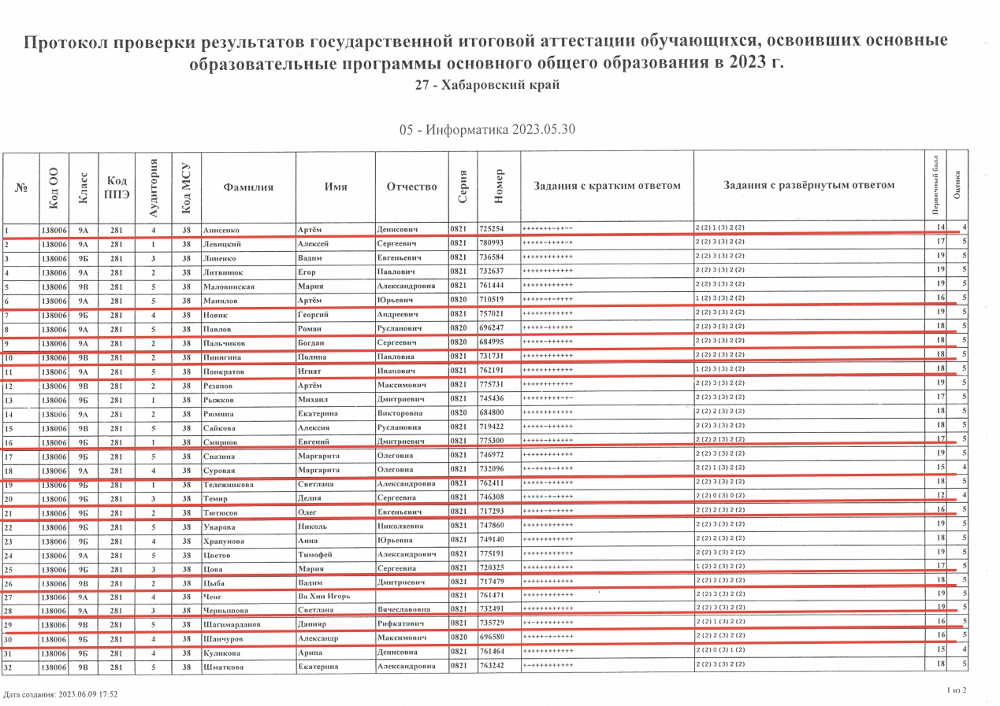 Протокол проверки результатов государственной итоговой аттестации обучающихся, освоивших основные
образовательные программы основного общего образования в 2023 г.
27 - Хабаровский край
05 - Информатика 2023.05.30
№ Код ОО Класс Код ППЭ Аудитория Код МСУ Фамилия Имя Отчество Серия Номер Задания с кратким ответом Задания с развёрнутым ответом Первичный балл Оценка
1 138006 9А 281 4 38 Анисенко Артём Денисович 0821 725254 +++++++-++-- 2 (2) 1 (3) 2 (2) 14 4
2 138006 9А 281 1 38 Левицкий Алексей Сергеевич 0821 780993 +++++-++++-+ 2 (2) 3 (3) 2 (2) 17 5
3 138006 9Б 281 3 38 Линенко Вадим Евгеньевич 0821 736584 ++++++++++++ 2 (2) 3 (3) 2 (2) 19 5
4 138006 9А 281 2 38 Литвинюк Егор Павлович 0821 732637 ++++++++++++ 2 (2) 3 (3) 2 (2) 19 5
5 138006 9В 281 5 38 Маловинская Мария Александровна 0821 761444 ++++++++++++ 2 (2) 3 (3) 2 (2) 19 5
6 138006 9А 281 5 38 Манилов Артём Юрьевич 0820 710519 +++++-+-++++ 1 (2) 3 (3) 2 (2) 16 5
7 138006 9Б 281 4 38 Новик Георгий Андреевич 0821 757021 ++++++++++++ 2 (2) 3 (3) 2 (2) 19 5
8 138006 9А 281 5 38 Павлов Роман Русланович 0820 696247 +++++-++++++ 2 (2) 3 (3) 2 (2) 18 5
9 138006 9А 281 2 38 Пальчиков Богдан Сергеевич 0820 684995 +++++-++++++ 2 (2) 3 (3) 2 (2) 18 5
10 138006 9В 281 2 38 Пинигина Полина Павловна 0821 731731 ++++++++++++ 2 (2) 2 (3) 2 (2) 18 5
11 138006 9А 281 5 38 Понкратов Игнат Иванович 0821 762191 ++++++++++++ 1 (2) 3 (3) 2 (2) 18 5
12 138006 9В 281 2 38 Резанов Артём Максимович 0821 775731 ++++++++++++ 2 (2) 3 (3) 2 (2) 19 5
13 138006 9Б 281 1 38 Рыжков Михаил Дмитриевич 0821 745436 +++++++++-+- 2 (2) 3 (3) 2 (2) 17 5
14 138006 9А 281 2 38 Рюмина Екатерина Викторовна 0820 684800 ++++++++++++ 2 (2) 2 (3) 2 (2) 18 5
15 138006 9В 281 5 38 Сайкова Алексия Руслановна 0821 719422 +++++-++++++ 2 (2) 3 (3) 2 (2) 18 5
16 138006 9Б 281 1 38 Смирнов Евгений Дмитриевич 0821 775300 +++++-++++++ 2 (2) 2 (3) 2 (2) 17 5
17 138006 9Б 281 5 38 Сназина Маргарита Олеговна 0821 746972 ++++++++++++ 2 (2) 3 (3) 2 (2) 19 5
18 138006 9А 281 4 38 Суровая Маргарита Олеговна 0821 732096 ++-++++-++++ 2 (2) 1 (3) 2 (2) 15 4
19 138006 9Б 281 1 38 Тележникова Светлана Александровна 0821 762411 +++++-++++++ 2 (2) 3 (3) 2 (2) 18 5
20 138006 9Б 281 3 38 Темир Делия Сергеевна 0821 746308 +++++-+-++++ 2 (2) 0 (3) 0 (2) 12 4
21 138006 9Б 281 2 38 Тютюсов Олег Евгеньевич 0821 717293 +++++-+-++++ 2 (2) 2 (3) 2 (2) 16 5
22 138006 9Б 281 5 38 Уварова Николь Николаевна 0821 747860 ++++++++++++ 2 (2) 3 (3) 2 (2) 19 5
23 138006 9Б 281 4 38 Храпунова Анна Юрьевна 0821 749140 ++++++++++++ 2 (2) 2 (3) 2 (2) 18 5
24 138006 9А 281 5 38 Цветов Тимофей Александрович 0821 775191 ++++++++++++ 2 (2) 3 (3) 2 (2) 19 5
25 138006 9Б 281 3 38 Цова Мария Сергеевна 0821 720325 ++++++++++++ 1 (2) 2 (3) 2 (2) 17 5
26 138006 9В 281 2 38 Цыба Вадим Дмитриевич 0821 717479 ++++++++++++ 2 (2) 2 (3) 2 (2) 18 5
27 138006 9А 281 4 38 Ченг Ва Хин Игорь 0821 761471 ++++++++++++ 2 (2) 3 (3) 2 (2) 19 5
28 138006 9А 281 3 38 Чернышова Светлана Вячеславовна 0821 732491 ++++++++++++ 2 (2) 3 (3) 2 (2) 19 5
29 138006 9В 281 5 38 Шагимарданов Данияр Рифкатович 0821 735729 ++-+++++++++ 2 (2) 1 (3) 2 (2) 16 5
30 138006 9Б 281 4 38 Шанчуров Александр Максимович 0820 696580 +++++-+-++++ 2 (2) 2 (3) 2 (2) 16 5
31 138006 9Б 281 4 38 Куликова Арина Денисовна 0821 761464 ++++++++++++ 2 (2) 0 (3) 1 (2) 15 4
32 138006 9В 281 5 38 Шматкова Екатерина Александровна 0821 763242 +-++++++++++ 2 (2) 3 (3) 2 (2) 18 5
Дата создания: 2023.06.09 17:52
1 из 2